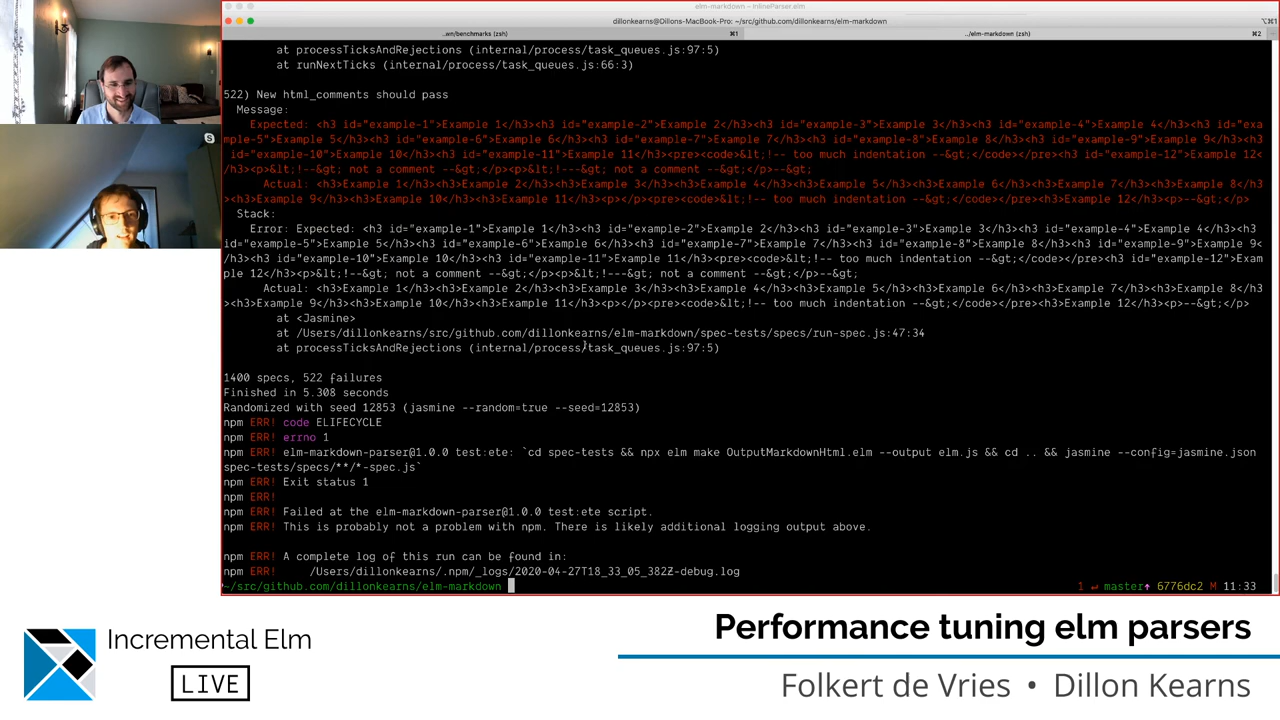 elm-markdown — InlineParser.elm
dillonkearns@Dillons-MacBook-Pro: ~/src/github.com/dillonkearns/elm-markdown
⌥⌘1
..wn/benchmarks (zsh)
⌘1
../elm-markdown (zsh)
⌘2
at processTicksAndRejections (internal/process/task_queues.js:97:5)
at runNextTicks (internal/process/task_queues.js:66:3)
522) New html_comments should pass
Message:
Expected: <h3 id="example-1">Example 1</h3><h3 id="example-2">Example 2</h3><h3 id="example-3">Example 3</h3><h3 id="example-4">Example 4</h3><h3 id="exa
mple-5">Example 5</h3><h3 id="example-6">Example 6</h3><h3 id="example-7">Example 7</h3><h3 id="example-8">Example 8</h3><h3 id="example-9">Example 9</h3><h3
id="example-10">Example 10</h3><h3 id="example-11">Example 11</h3><pre><code>&lt;!-- too much indentation --&gt;</code></pre><h3 id="example-12">Example 12<
/h3><p>&lt;!--&gt; not a comment --&gt;</p><p>&lt;!---&gt; not a comment --&gt;</p><p>--&gt;
Actual: <h3>Example 1</h3><h3>Example 2</h3><h3>Example 3</h3><h3>Example 4</h3><h3>Example 5</h3><h3>Example 6</h3><h3>Example 7</h3><h3>Example 8</h3
><h3>Example 9</h3><h3>Example 10</h3><h3>Example 11</h3><p></p><pre><code>&lt;!-- too much indentation --&gt;</code></pre><h3>Example 12</h3><p>--&gt;</p>
Stack:
Error: Expected: <h3 id="example-1">Example 1</h3><h3 id="example-2">Example 2</h3><h3 id="example-3">Example 3</h3><h3 id="example-4">Example 4</h3><h3
id="example-5">Example 5</h3><h3 id="example-6">Example 6</h3><h3 id="example-7">Example 7</h3><h3 id="example-8">Example 8</h3><h3 id="example-9">Example 9<
/h3><h3 id="example-10">Example 10</h3><h3 id="example-11">Example 11</h3><pre><code>&lt;!-- too much indentation --&gt;</code></pre><h3 id="example-12">Exam
ple 12</h3><p>&lt;!--&gt; not a comment --&gt;</p><p>&lt;!---&gt; not a comment --&gt;</p><p>--&gt;
Actual: <h3>Example 1</h3><h3>Example 2</h3><h3>Example 3</h3><h3>Example 4</h3><h3>Example 5</h3><h3>Example 6</h3><h3>Example 7</h3><h3>Example 8</h3
><h3>Example 9</h3><h3>Example 10</h3><h3>Example 11</h3><p></p><pre><code>&lt;!-- too much indentation --&gt;</code></pre><h3>Example 12</h3><p>--&gt;</p>
at <Jasmine>
at /Users/dillonkearns/src/github.com/dillonkearns/elm-markdown/spec-tests/specs/run-spec.js:47:34
at processTicksAndRejections (internal/process/task_queues.js:97:5)
1400 specs, 522 failures
Finished in 5.308 seconds
Randomized with seed 12853 (jasmine --random=true --seed=12853)
npm ERR! code ELIFECYCLE
npm ERR! errno 1
npm ERR! elm-markdown-parser@1.0.0 test:ete: `cd spec-tests && npx elm make OutputMarkdownHtml.elm --output elm.js && cd .. && jasmine --config=jasmine.json
spec-tests/specs/**/*-spec.js`
npm ERR! Exit status 1
npm ERR!
npm ERR! Failed at the elm-markdown-parser@1.0.0 test:ete script.
npm ERR! This is probably not a problem with npm. There is likely additional logging output above.
npm ERR! A complete log of this run can be found in:
npm ERR!     /Users/dillonkearns/.npm/_logs/2020-04-27T18_33_05_382Z-debug.log
~/src/github.com/dillonkearns/elm-markdown
1 ↵ master↑ 6776dc2 M 11:33
Incremental Elm
LIVE
Performance tuning elm parsers
Folkert de Vries • Dillon Kearns